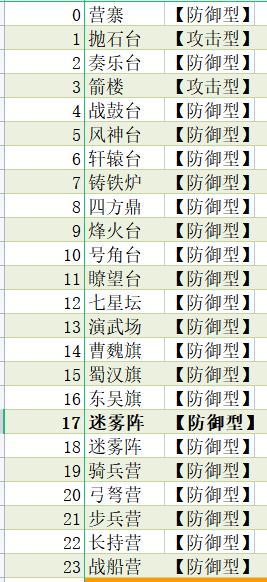 0 营寨 【防御型】
1 抛石台 【攻击型】
2 奏乐台 【防御型】
3 箭楼 【攻击型】
4 战鼓台 【防御型】
5 风神台 【防御型】
6 轩辕台 【防御型】
7 铸铁炉 【防御型】
8 四方鼎 【防御型】
9 烽火台 【防御型】
10 号角台 【防御型】
11 瞭望台 【防御型】
12 七星坛 【防御型】
13 演武场 【防御型】
14 曹魏旗 【防御型】
15 蜀汉旗 【防御型】
16 东吴旗 【防御型】
17 迷雾阵 【防御型】
18 迷雾阵 【防御型】
19 骑兵营 【防御型】
20 弓弩营 【防御型】
21 步兵营 【防御型】
22 长持营 【防御型】
23 战船营 【防御型】